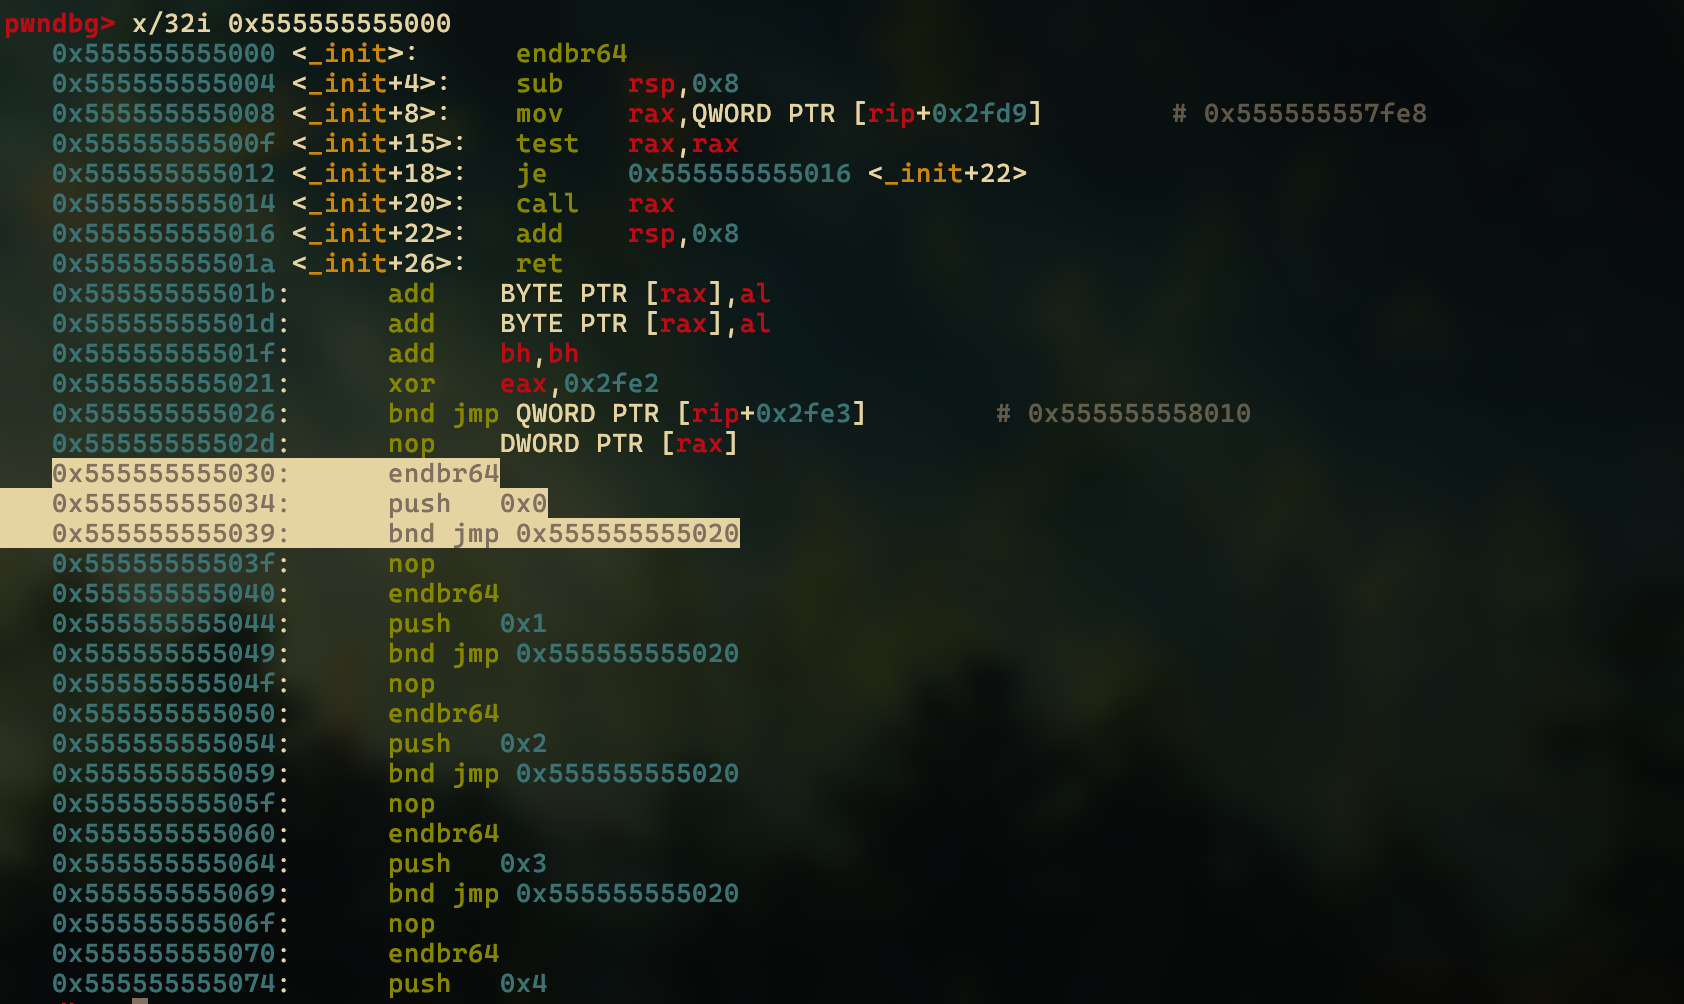 pwndbg> x/32i 0x555555555000
0x555555555000 <_init>: endbr64
0x555555555004 <_init+4>: sub rsp,0x8
0x555555555008 <_init+8>: mov rax,QWORD PTR [rip+0x2fd9] # 0x555555557fe8
0x55555555500f <_init+15>: test rax,rax
0x555555555012 <_init+18>: je 0x555555555016 <_init+22>
0x555555555014 <_init+20>: call rax
0x555555555016 <_init+22>: add rsp,0x8
0x55555555501a <_init+26>: ret
0x55555555501b: add BYTE PTR [rax],al
0x55555555501d: add BYTE PTR [rax],al
0x55555555501f: add bh,bh
0x555555555021: xor eax,0x2fe2
0x555555555026: bnd jmp QWORD PTR [rip+0x2fe3] # 0x555555558010
0x55555555502d: nop DWORD PTR [rax]
0x555555555030: endbr64
0x555555555034: push 0x0
0x555555555039: bnd jmp 0x555555555020
0x55555555503f: nop
0x555555555040: endbr64
0x555555555044: push 0x1
0x555555555049: bnd jmp 0x555555555020
0x55555555504f: nop
0x555555555050: endbr64
0x555555555054: push 0x2
0x555555555059: bnd jmp 0x555555555020
0x55555555505f: nop
0x555555555060: endbr64
0x555555555064: push 0x3
0x555555555069: bnd jmp 0x555555555020
0x55555555506f: nop
0x555555555070: endbr64
0x555555555074: push 0x4